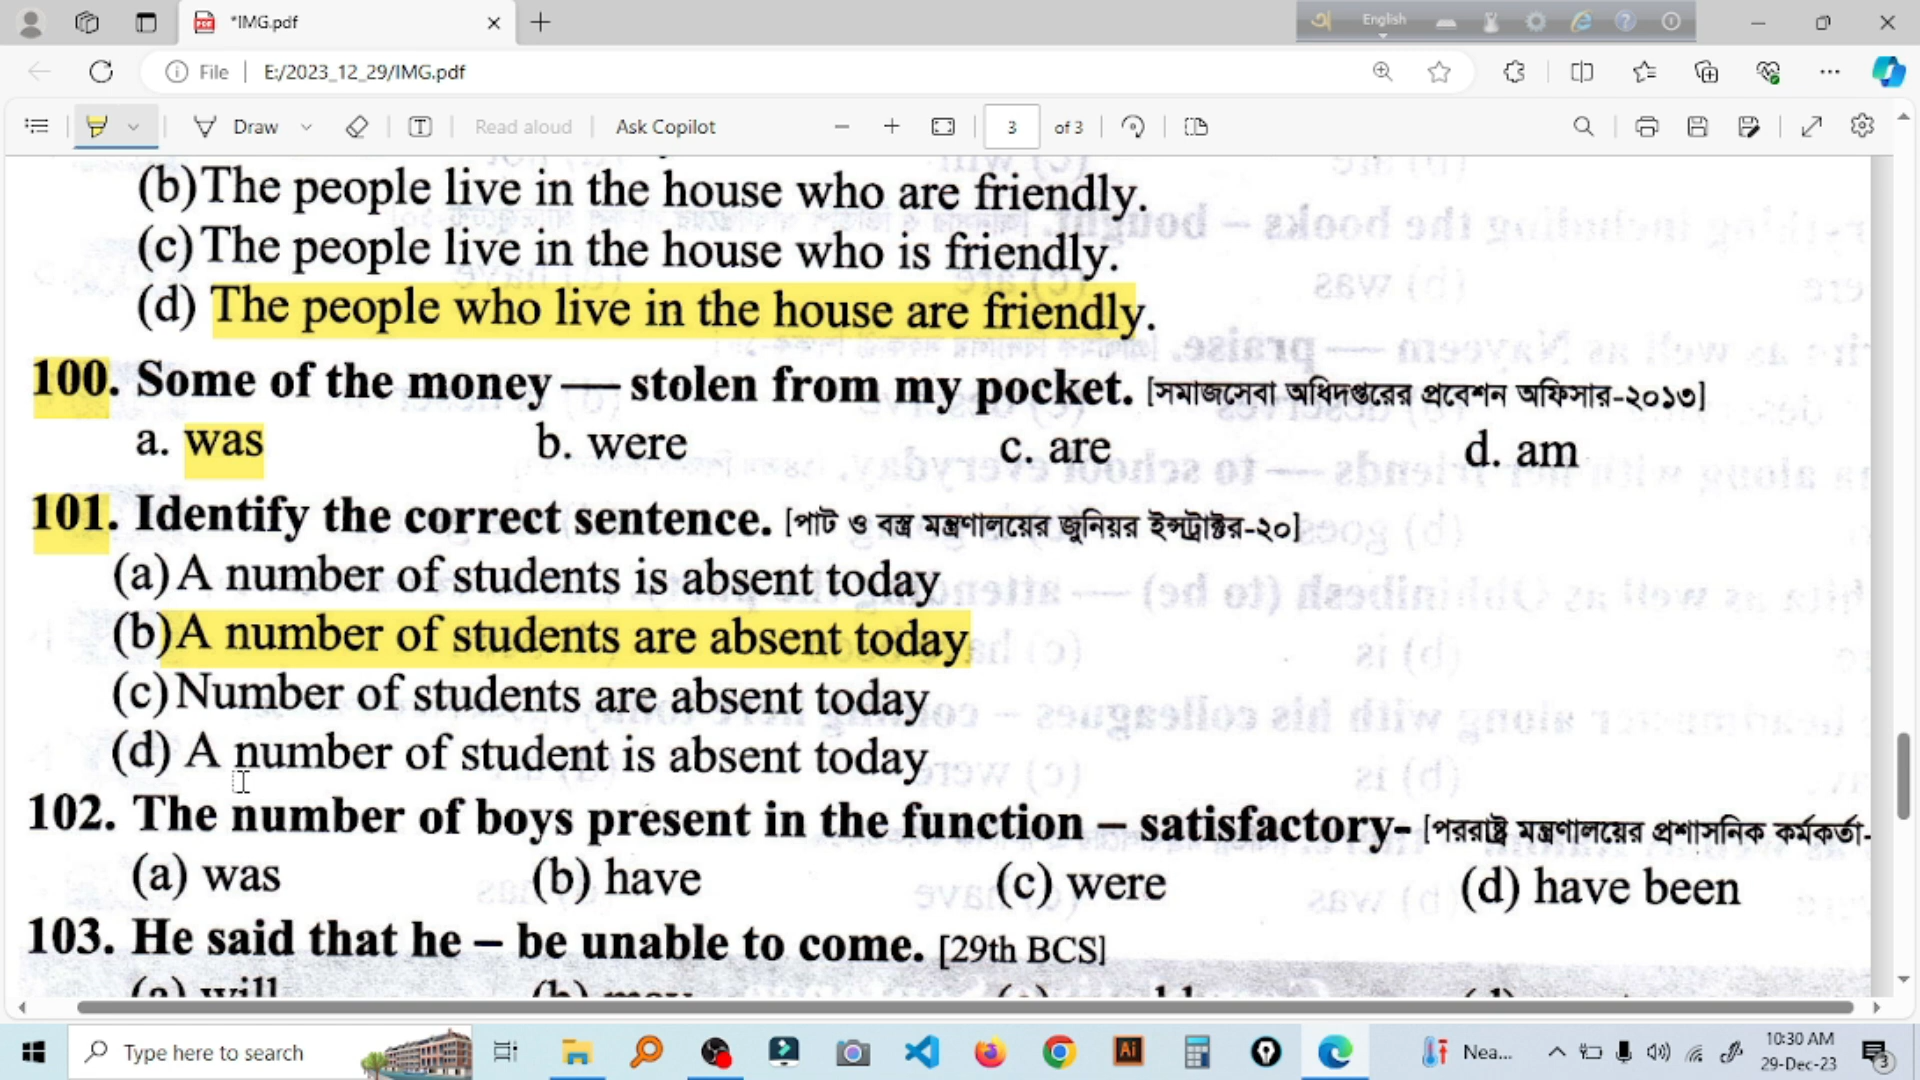 *IMG.pdf
English
File E:/2023_12_29/IMG.pdf
Draw Read aloud Ask Copilot 3 of 3
(b) The people live in the house who are friendly.
(c) The people live in the house who is friendly.
(d) The people who live in the house are friendly.
100. Some of the money — stolen from my pocket. [সমাজসেবা অধিদপ্তরের প্রবেশন অফিসার-২০১৩]
a. was b. were c. are d. am
101. Identify the correct sentence. [পাট ও বস্ত্র মন্ত্রণালয়ের জুনিয়র ইন্সট্রাক্টর-২০]
(a) A number of students is absent today
(b) A number of students are absent today
(c) Number of students are absent today
(d) A number of student is absent today
102. The number of boys present in the function – satisfactory- [পররাষ্ট্র মন্ত্রণালয়ের প্রশাসনিক কর্মকর্তা-
(a) was (b) have (c) were (d) have been
103. He said that he – be unable to come. [29th BCS]
(a) will (b) may
Type here to search Nea... 10:30 AM
29-Dec-23 3